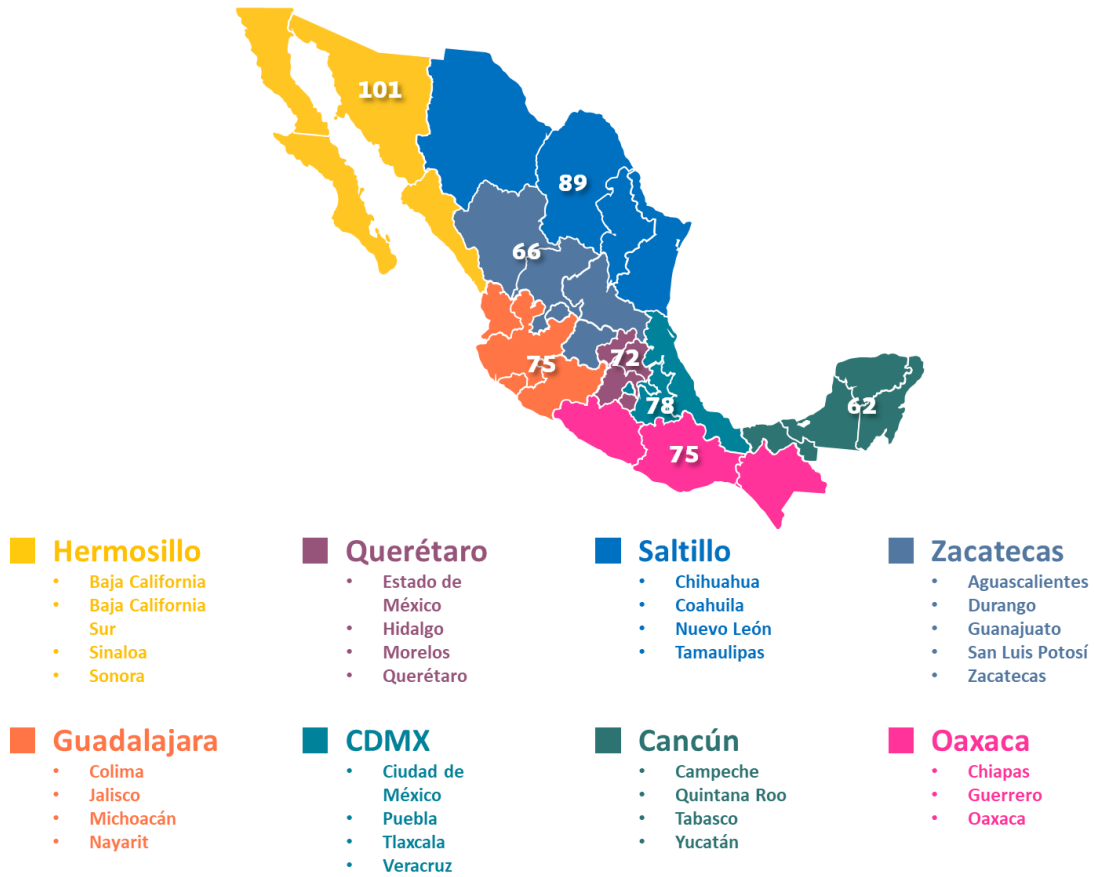 101
89
66
75
72
78
62
75
Hermosillo
• Baja California
• Baja California
Sur
• Sinaloa
• Sonora
Querétaro
• Estado de
México
• Hidalgo
• Morelos
• Querétaro
Saltillo
• Chihuahua
• Coahuila
• Nuevo León
• Tamaulipas
Zacatecas
• Aguascalientes
• Durango
• Guanajuato
• San Luis Potosí
• Zacatecas
Guadalajara
• Colima
• Jalisco
• Michoacán
• Nayarit
CDMX
• Ciudad de
México
• Puebla
• Tlaxcala
• Veracruz
Cancún
• Campeche
• Quintana Roo
• Tabasco
• Yucatán
Oaxaca
• Chiapas
• Guerrero
• Oaxaca